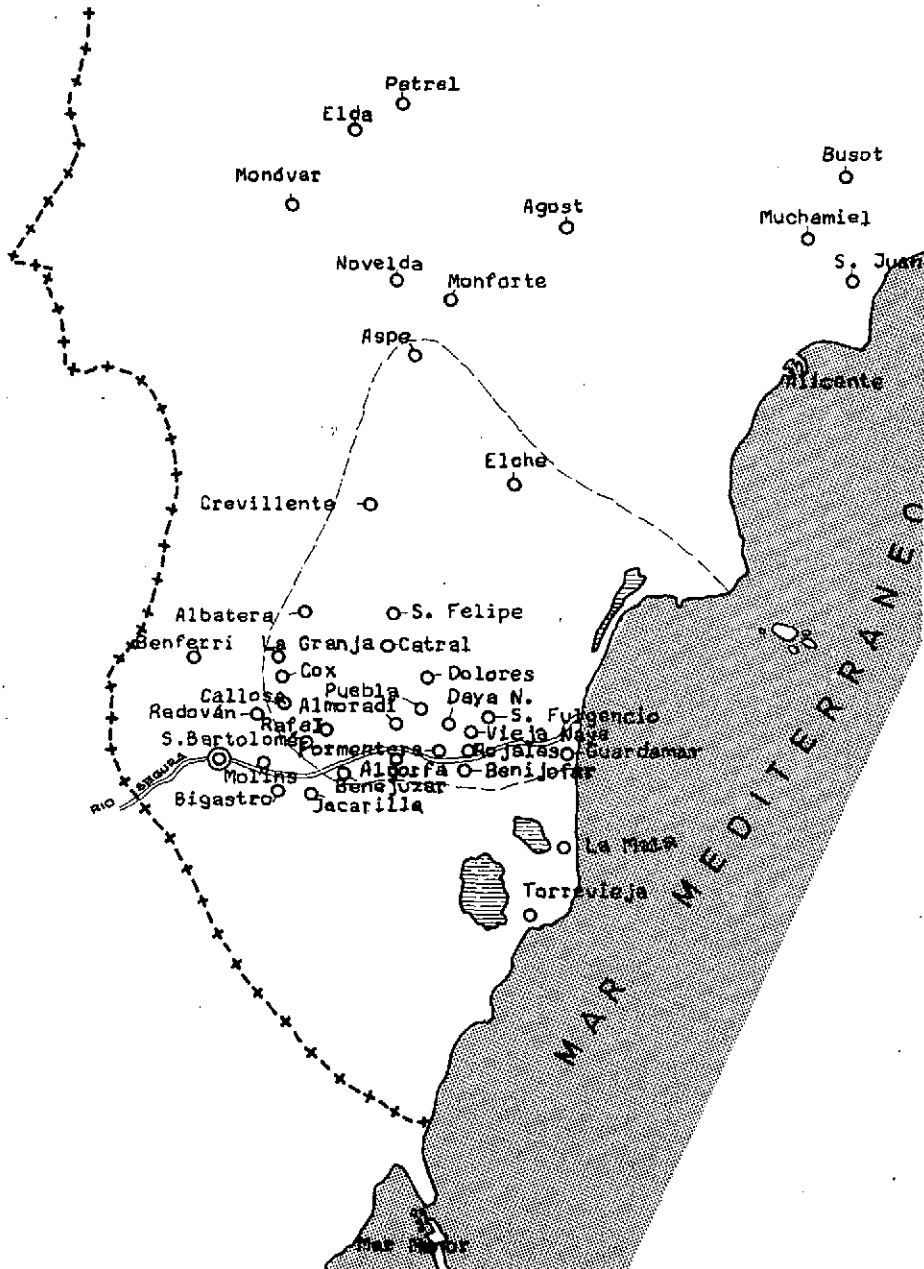 Petrel
Elda
Busot
Monóvar
Agost
Muchamiel
Novelda
S. Juan
Monforte
Aspe
Alicante
Elche
Crevillente
Albatera
S. Felipe
Benferri
La Granja
Catral
Cox
Dolores
Callosa
Puebla
Daya N.
Redován
Almoradí
S. Fulgencio
Rafal
Vieja Naya
S.Bartolomé
Formentera
Rojales
Guardamar
Molins
Algorfa
Benijofar
Bigastro
Benejuzar
Jacarilla
RIO SEGURA
La Mata
Torrevieja
MAR MEDITERRANEO
Mar Menor